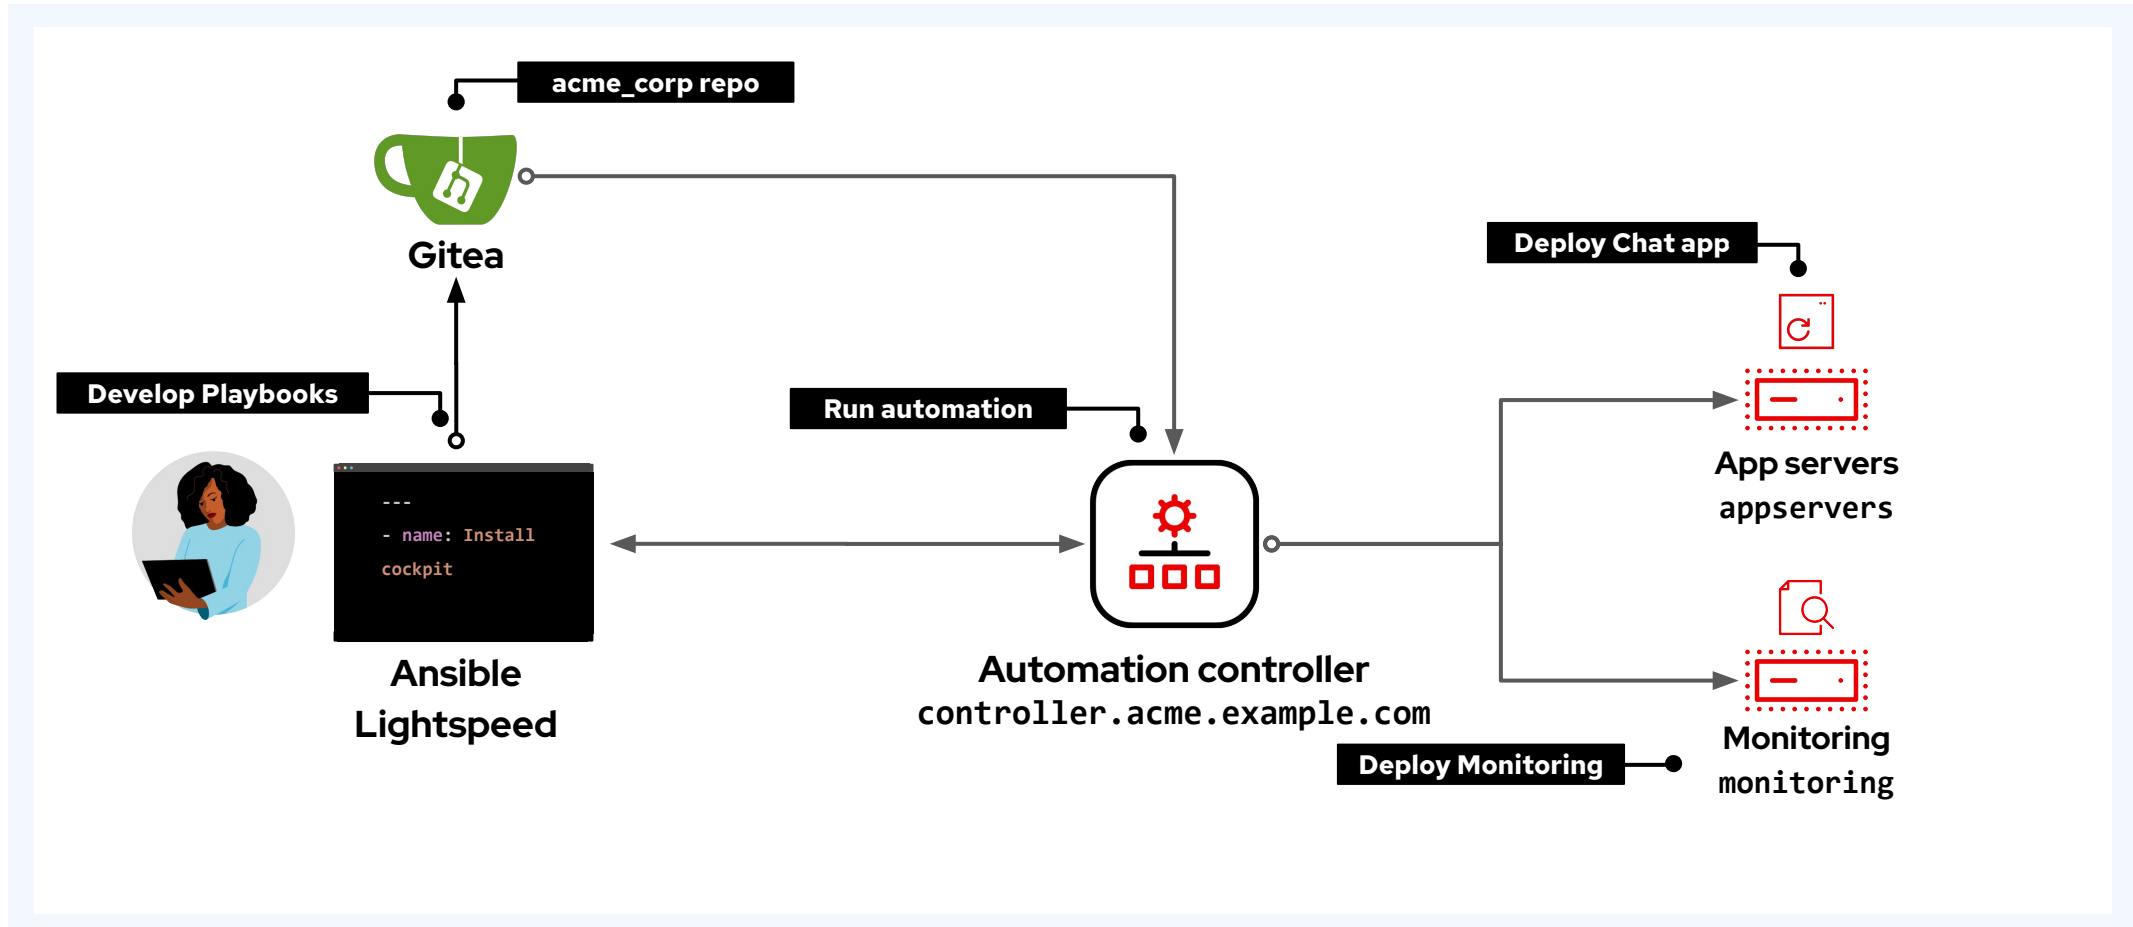 acme_corp repo
Gitea
Develop Playbooks
---
- name: Install
cockpit
Ansible
Lightspeed
Run automation
Automation controller
controller.acme.example.com
Deploy Chat app
App servers
appservers
Monitoring
monitoring
Deploy Monitoring